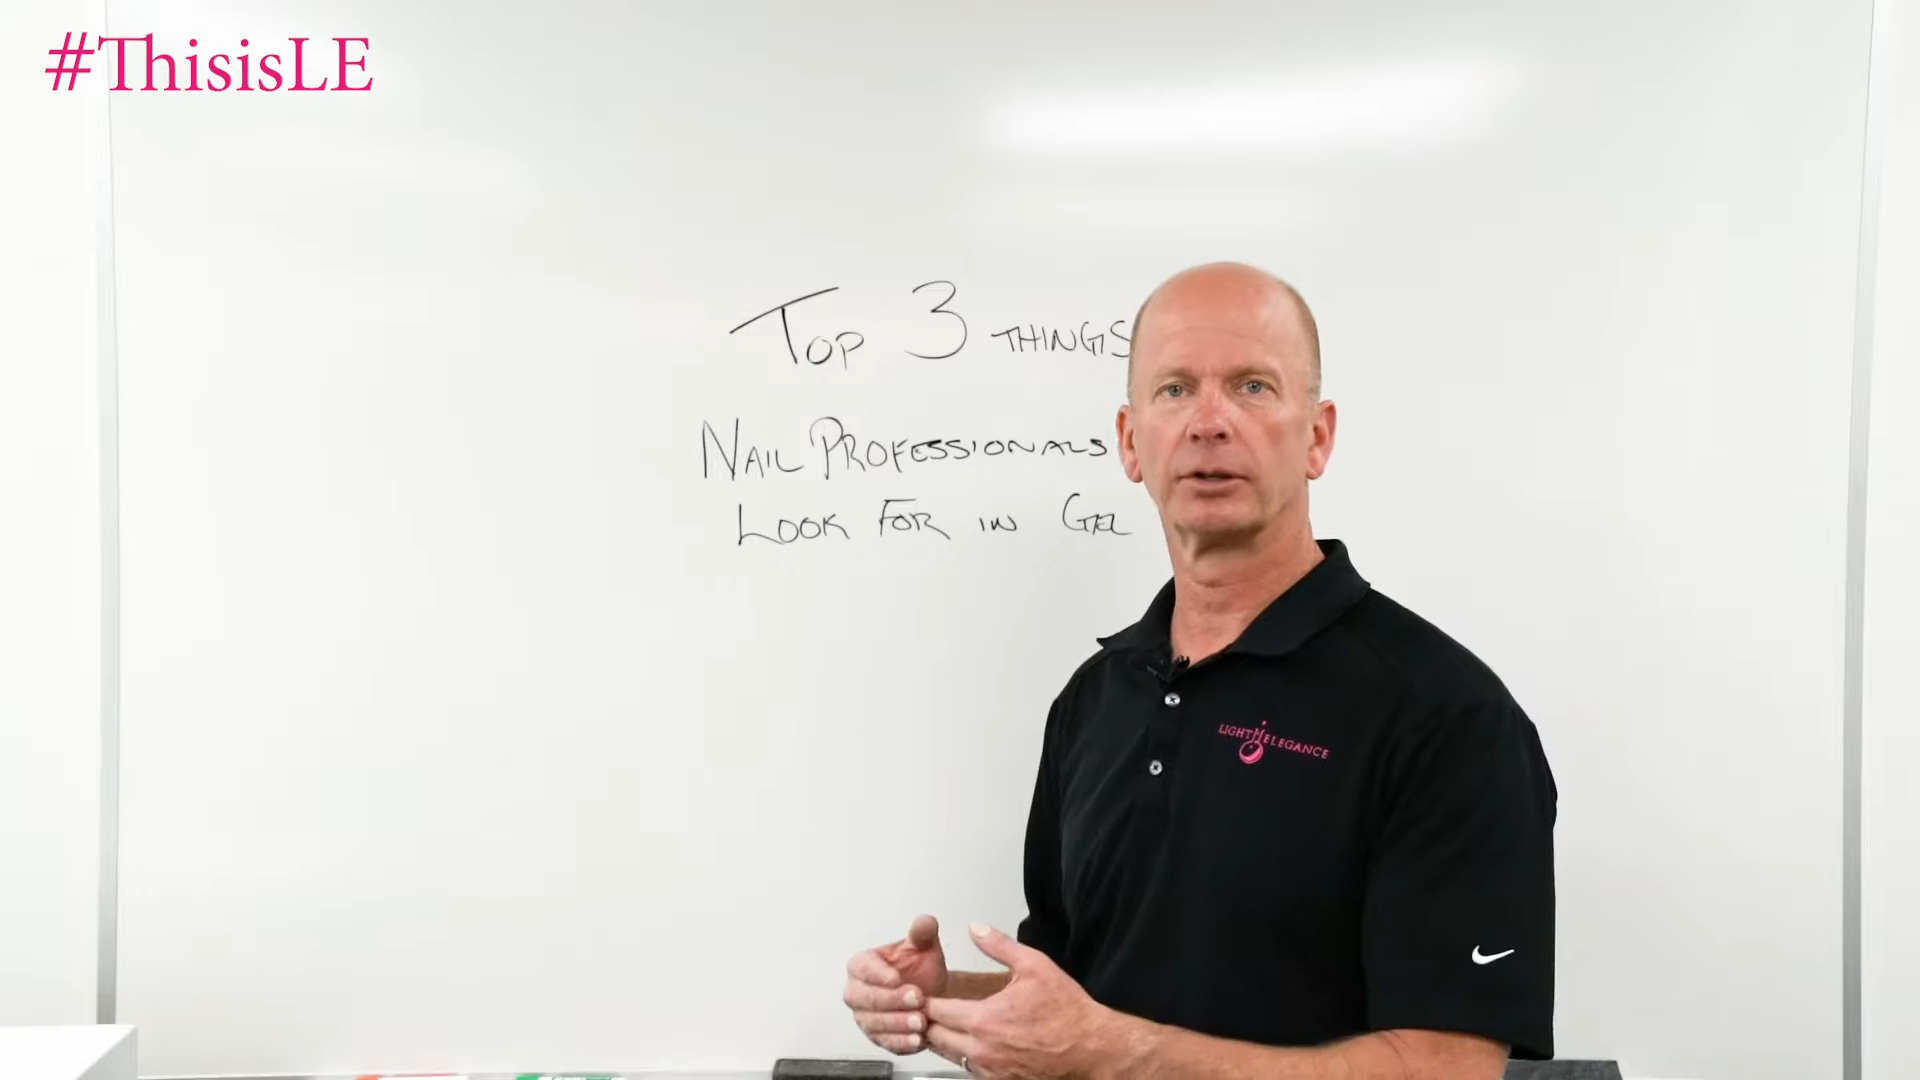 #ThisisLE
TOP 3 THINGS
NAIL PROFESSIONALS
LOOK FOR IN GEL
LIGHT ELEGANCE